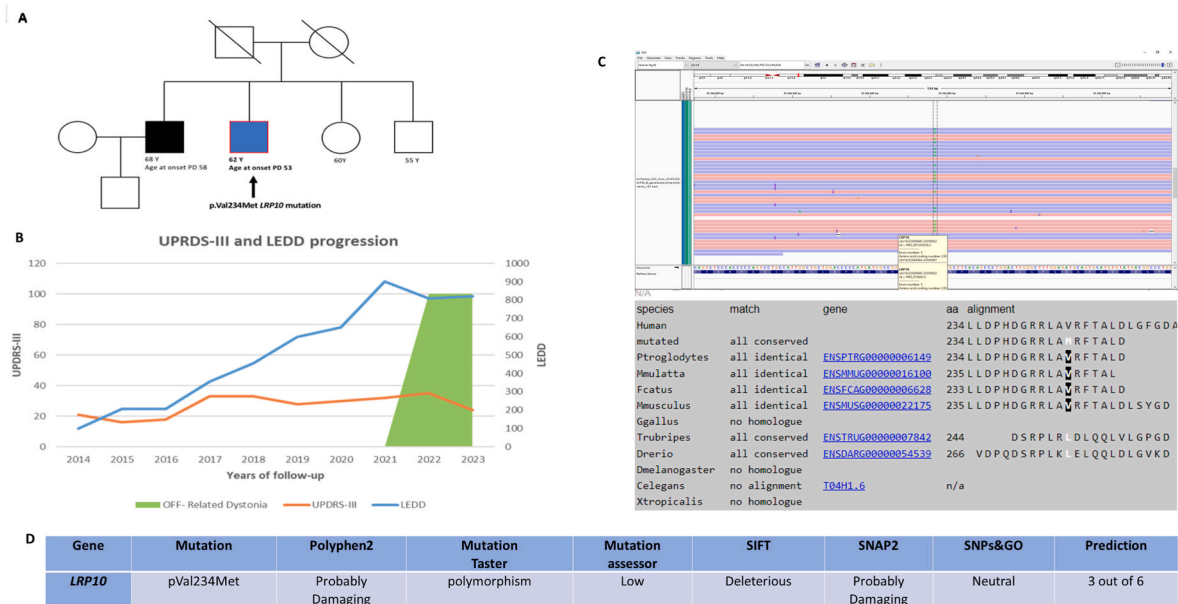 A
68 Y
Age at onset PD 58
62 Y
Age at onset PD 53
60Y
55 Y
p.Val234Met LRP10 mutation
B
UPRDS-III and LEDD progression
120
100
80
60
40
20
0
UPDRS-III
1000
900
800
700
600
500
400
300
200
100
0
LEDD
2014 2015 2016 2017 2018 2019 2020 2021 2022 2023
Years of follow-up
OFF- Related Dystonia UPDRS-III LEDD
C
N/A
species match gene aa alignment
Human 234 L L D P H D G R R L A V R F T A L D L G F G D A
mutated all conserved 234 L L D P H D G R R L A M R F T A L D
Ptroglodytes all identical ENSPTRG00000006149 234 L L D P H D G R R L A V R F T A L D
Mmulatta all identical ENSMMUG00000016100 235 L L D P H D G R R L A V R F T A L
Fcatus all identical ENSFCAG00000006628 233 L L D P H D G R R L A V R F T A L D
Mmusculus all identical ENSMUSG00000022175 235 L L D P H D G R R L A V R F T A L D L S Y G D
Ggallus no homologue
Trubripes all conserved ENSTRUG00000007842 244 D S R P L R L D L Q Q L V L G P G D
Drerio all conserved ENSDARG00000054539 266 V D P Q D S R P L K L E L Q Q L D L G V K D
Dmelanogaster no homologue
Celegans no alignment T04H1.6 n/a
Xtropicalis no homologue
D
Gene Mutation Polyphen2 Mutation Taster Mutation assessor SIFT SNAP2 SNPs&GO Prediction
LRP10 pVal234Met Probably Damaging polymorphism Low Deleterious Probably Damaging Neutral 3 out of 6